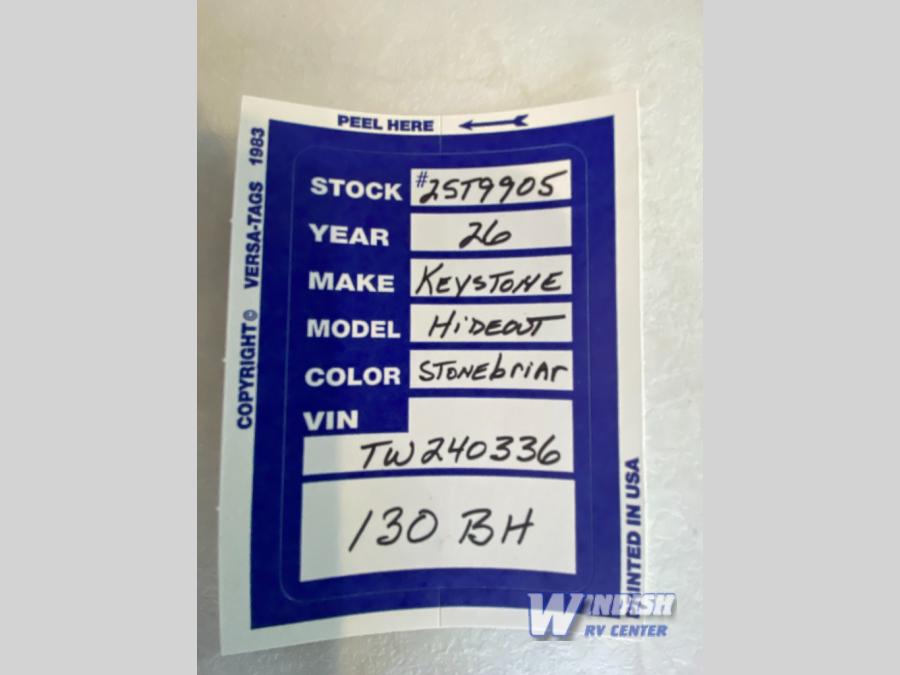 PEEL HERE
COPYRIGHT© VERSA-TAGS 1983
STOCK #25T9905
YEAR 26
MAKE KEYSTONE
MODEL HIDEOUT
COLOR STONEbriar
VIN
TW240336
130 BH
PRINTED IN USA
WINDISH
RV CENTER